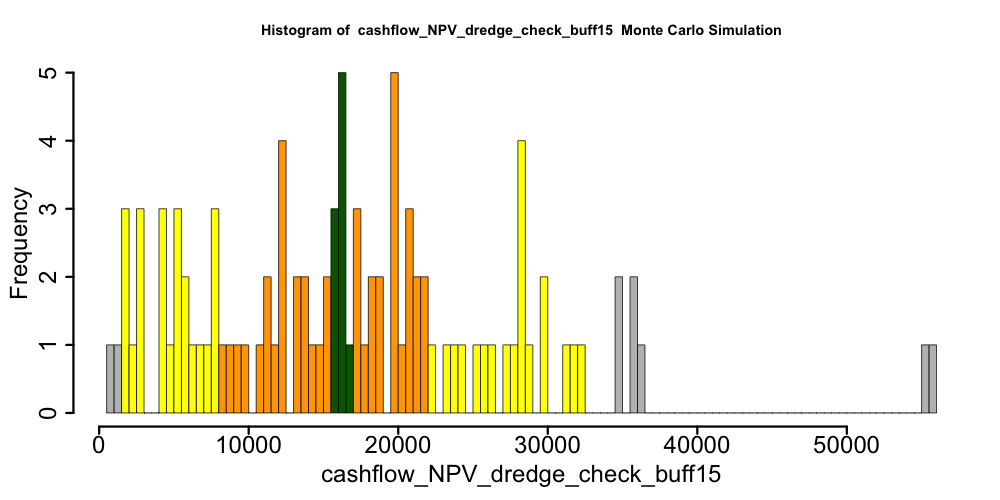 Histogram of cashflow_NPV_dredge_check_buff15 Monte Carlo Simulation
Frequency
5
4
3
2
1
0
0 10000 20000 30000 40000 50000
cashflow_NPV_dredge_check_buff15